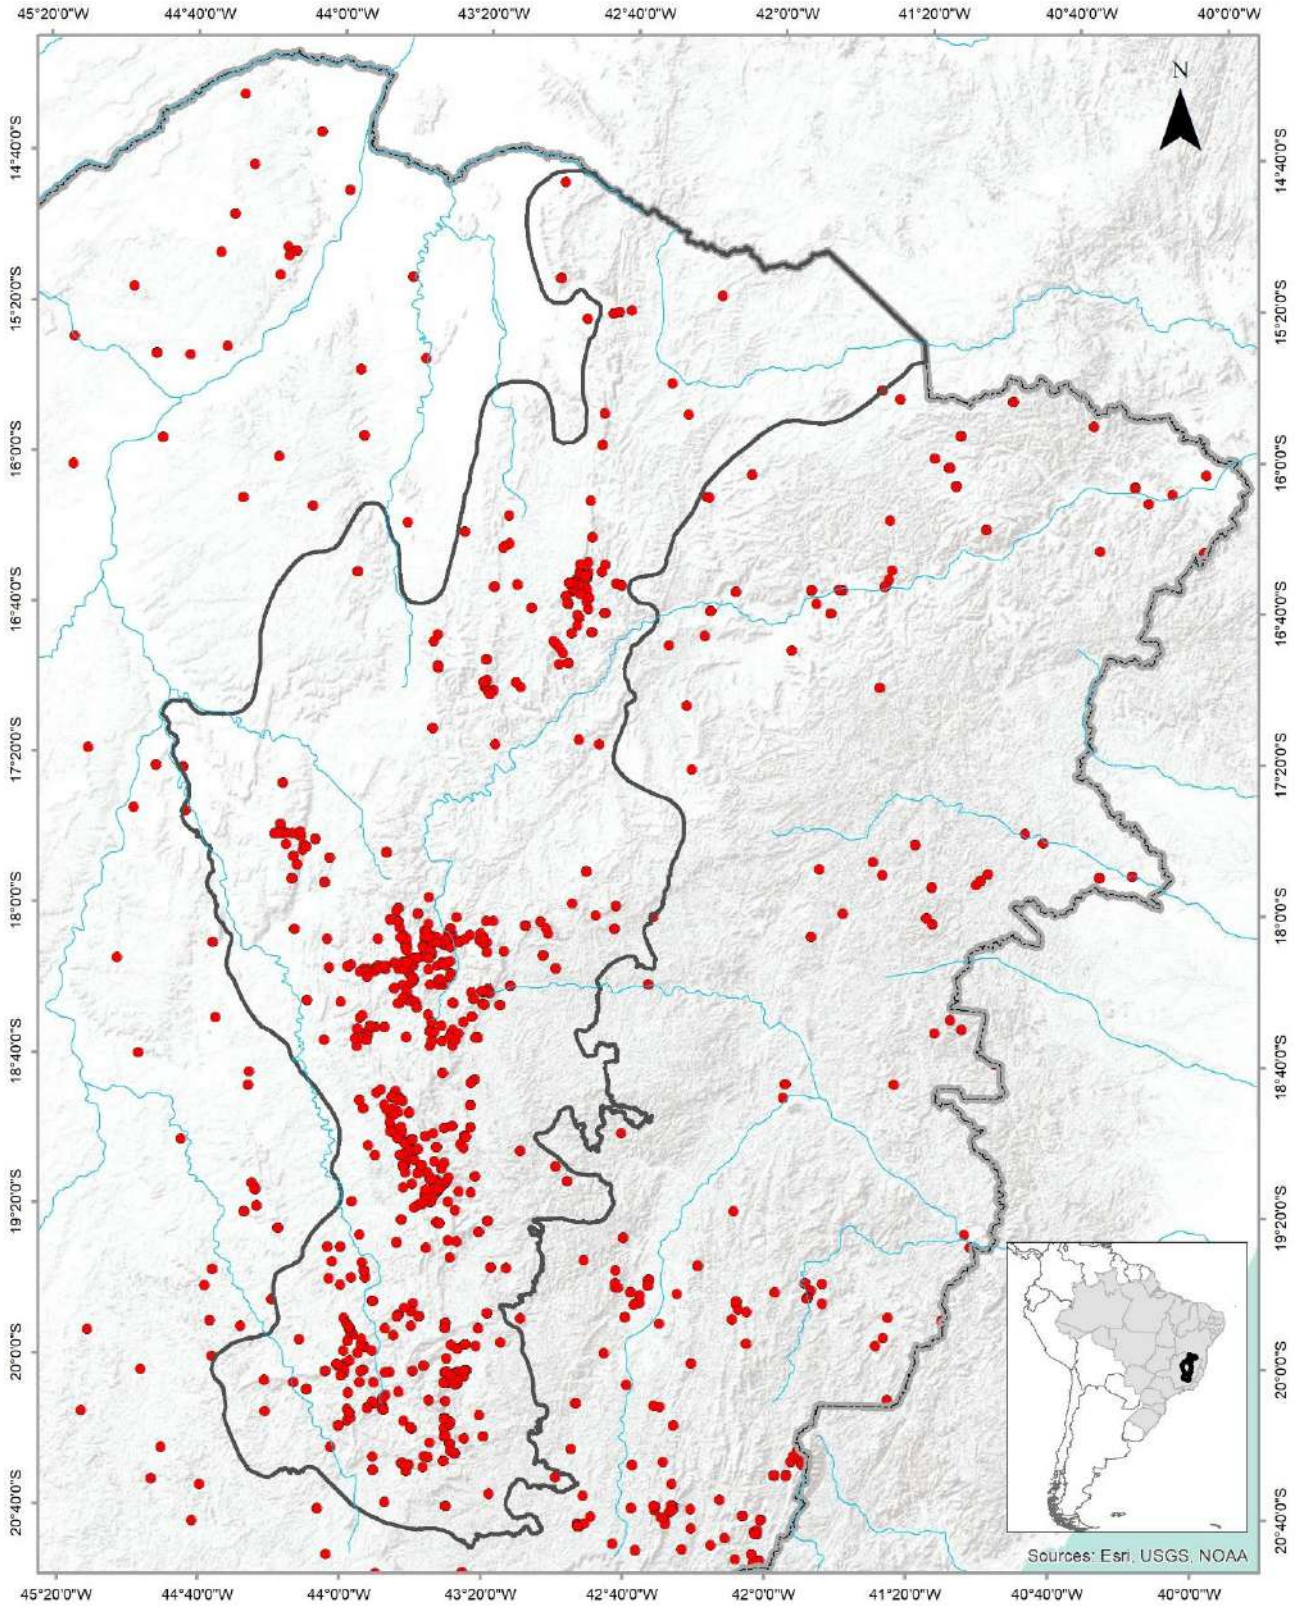 45°20'0"W 44°40'0"W 44°0'0"W 43°20'0"W 42°40'0"W 42°0'0"W 41°20'0"W 40°40'0"W 40°0'0"W
N
14°40'0"S 14°40'0"S
15°20'0"S 15°20'0"S
16°0'0"S 16°0'0"S
16°40'0"S 16°40'0"S
17°20'0"S 17°20'0"S
18°0'0"S 18°0'0"S
18°40'0"S 18°40'0"S
19°20'0"S 19°20'0"S
20°0'0"S 20°0'0"S
20°40'0"S 20°40'0"S
Sources: Esri, USGS, NOAA
45°20'0"W 44°40'0"W 44°0'0"W 43°20'0"W 42°40'0"W 42°0'0"W 41°20'0"W 40°40'0"W 40°0'0"W